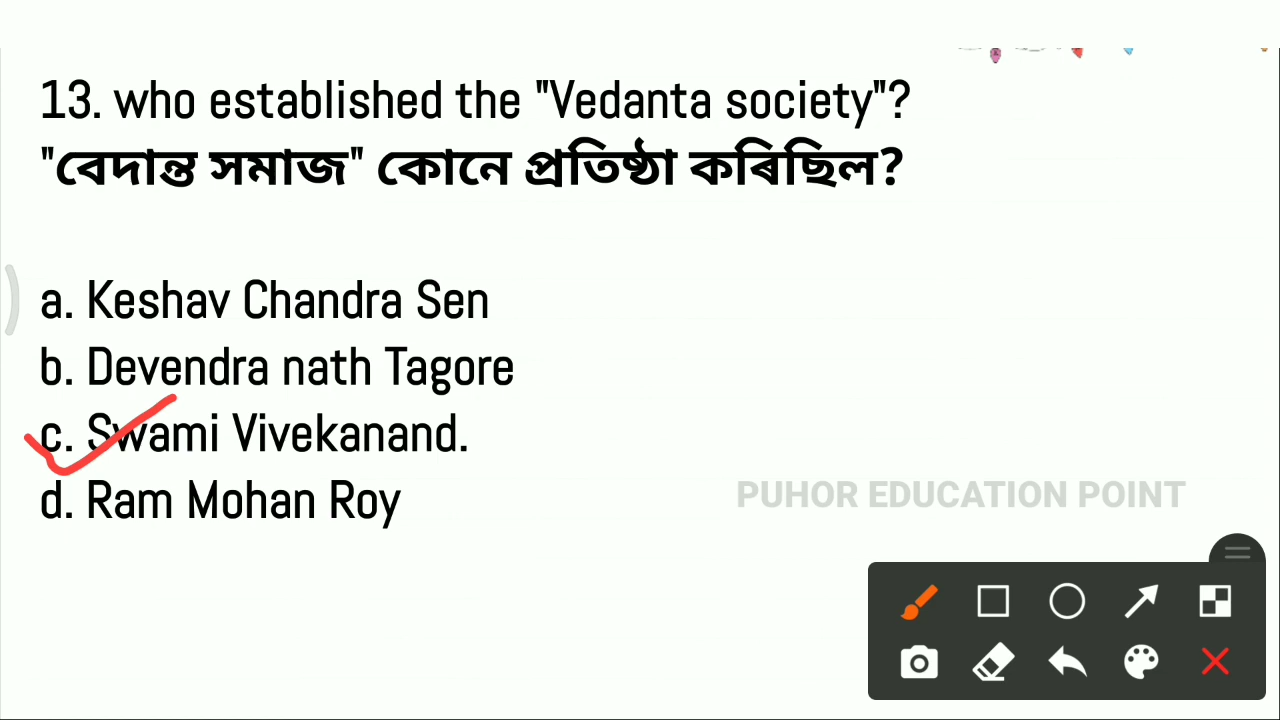 13. who established the "Vedanta society"?
"বেদান্ত সমাজ" কোনে প্ৰতিষ্ঠা কৰিছিল?
a. Keshav Chandra Sen
b. Devendra nath Tagore
c. Swami Vivekanand.
d. Ram Mohan Roy
PUHOR EDUCATION POINT